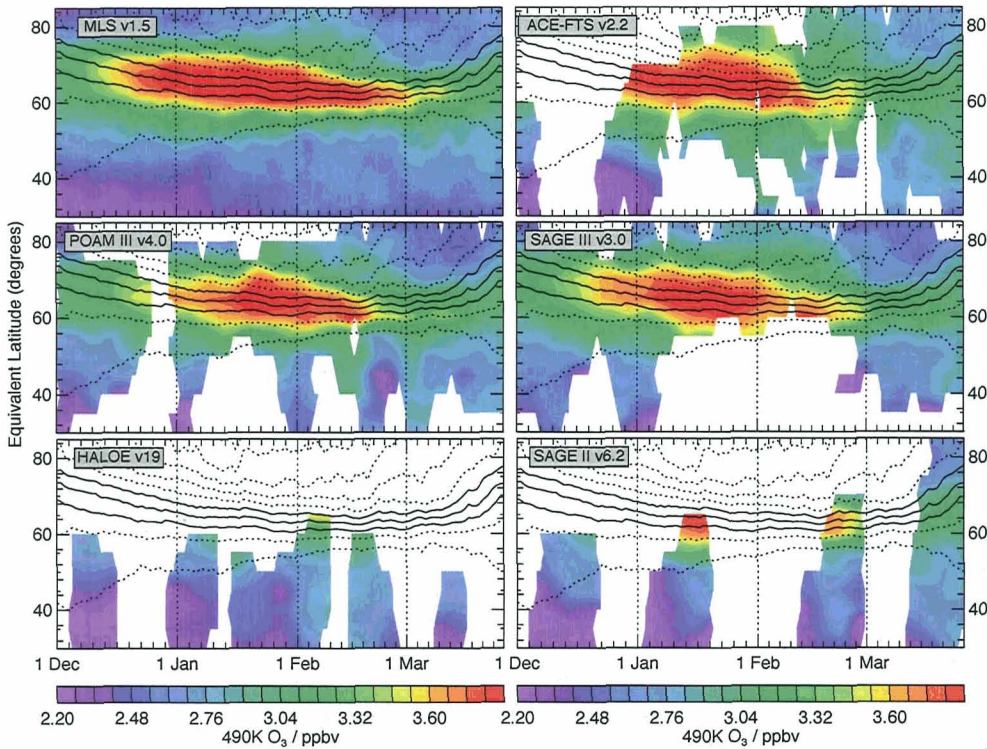 MLS v1.5
ACE-FTS v2.2
80
60
40
80
60
40
POAM III v4.0
SAGE III v3.0
80
60
40
80
60
40
HALOE v19
SAGE II v6.2
80
60
40
80
60
40
Equivalent Latitude (degrees)
1 Dec 1 Jan 1 Feb 1 Mar
1 Dec 1 Jan 1 Feb 1 Mar
2.20 2.48 2.76 3.04 3.32 3.60
2.20 2.48 2.76 3.04 3.32 3.60
490K O3 / ppbv
490K O3 / ppbv